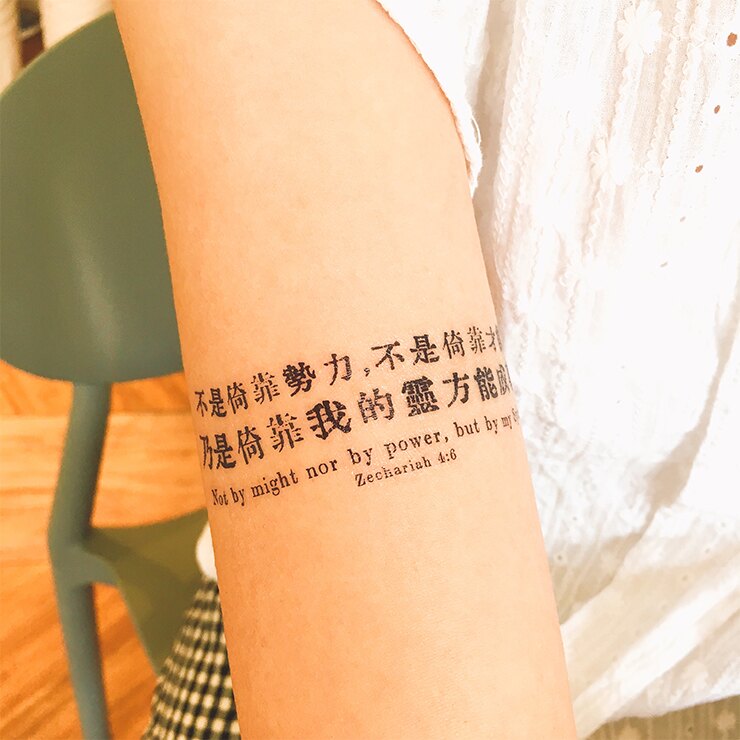 不是倚靠勢力,不是倚靠才
乃是倚靠我的靈方能成
Not by might nor by power, but by my
Zechariah 4:6